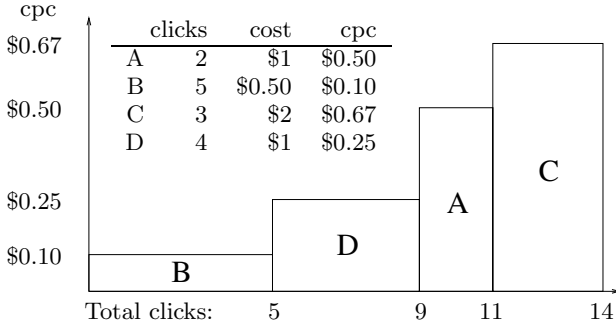 cpc
clicks cost cpc
$0.67
A 2 $1 $0.50
B 5 $0.50 $0.10
C 3 $2 $0.67
D 4 $1 $0.25
$0.50
$0.25
$0.10
B
D
A
C
Total clicks: 5 9 11 14